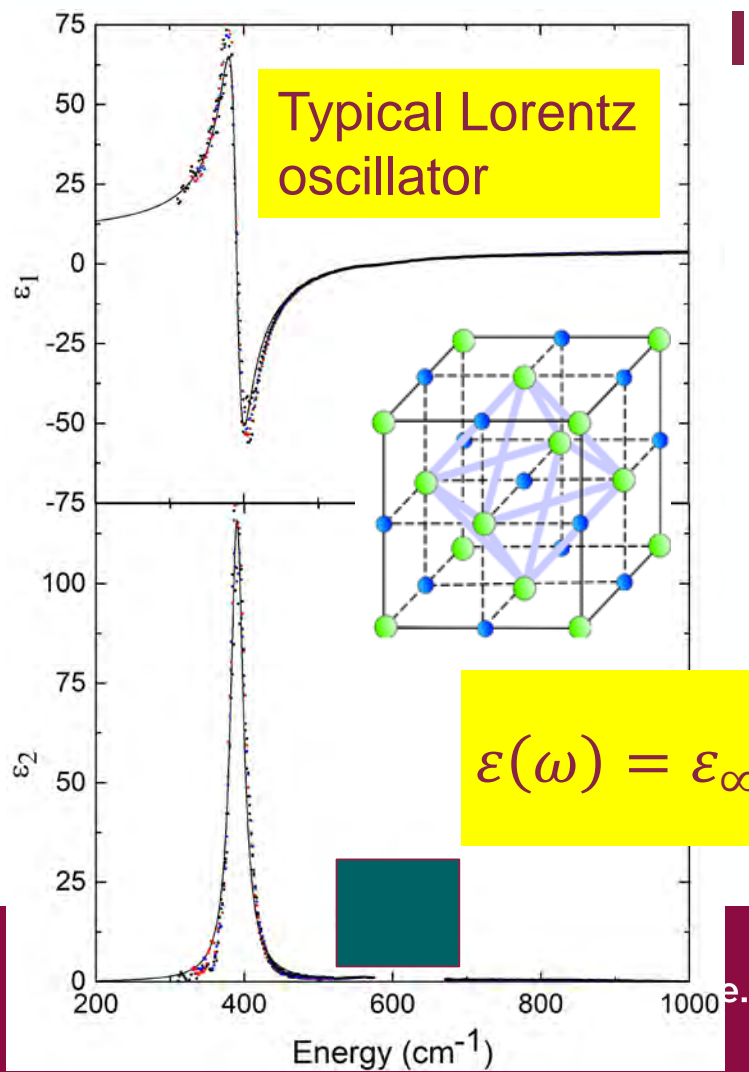 75
50
25
0
-25
-50
-75
ε1
Typical Lorentz
oscillator
100
75
50
25
0
ε2
𝜀(𝜔) = 𝜀∞
200 400 600 800 1000
Energy (cm-1)
e.